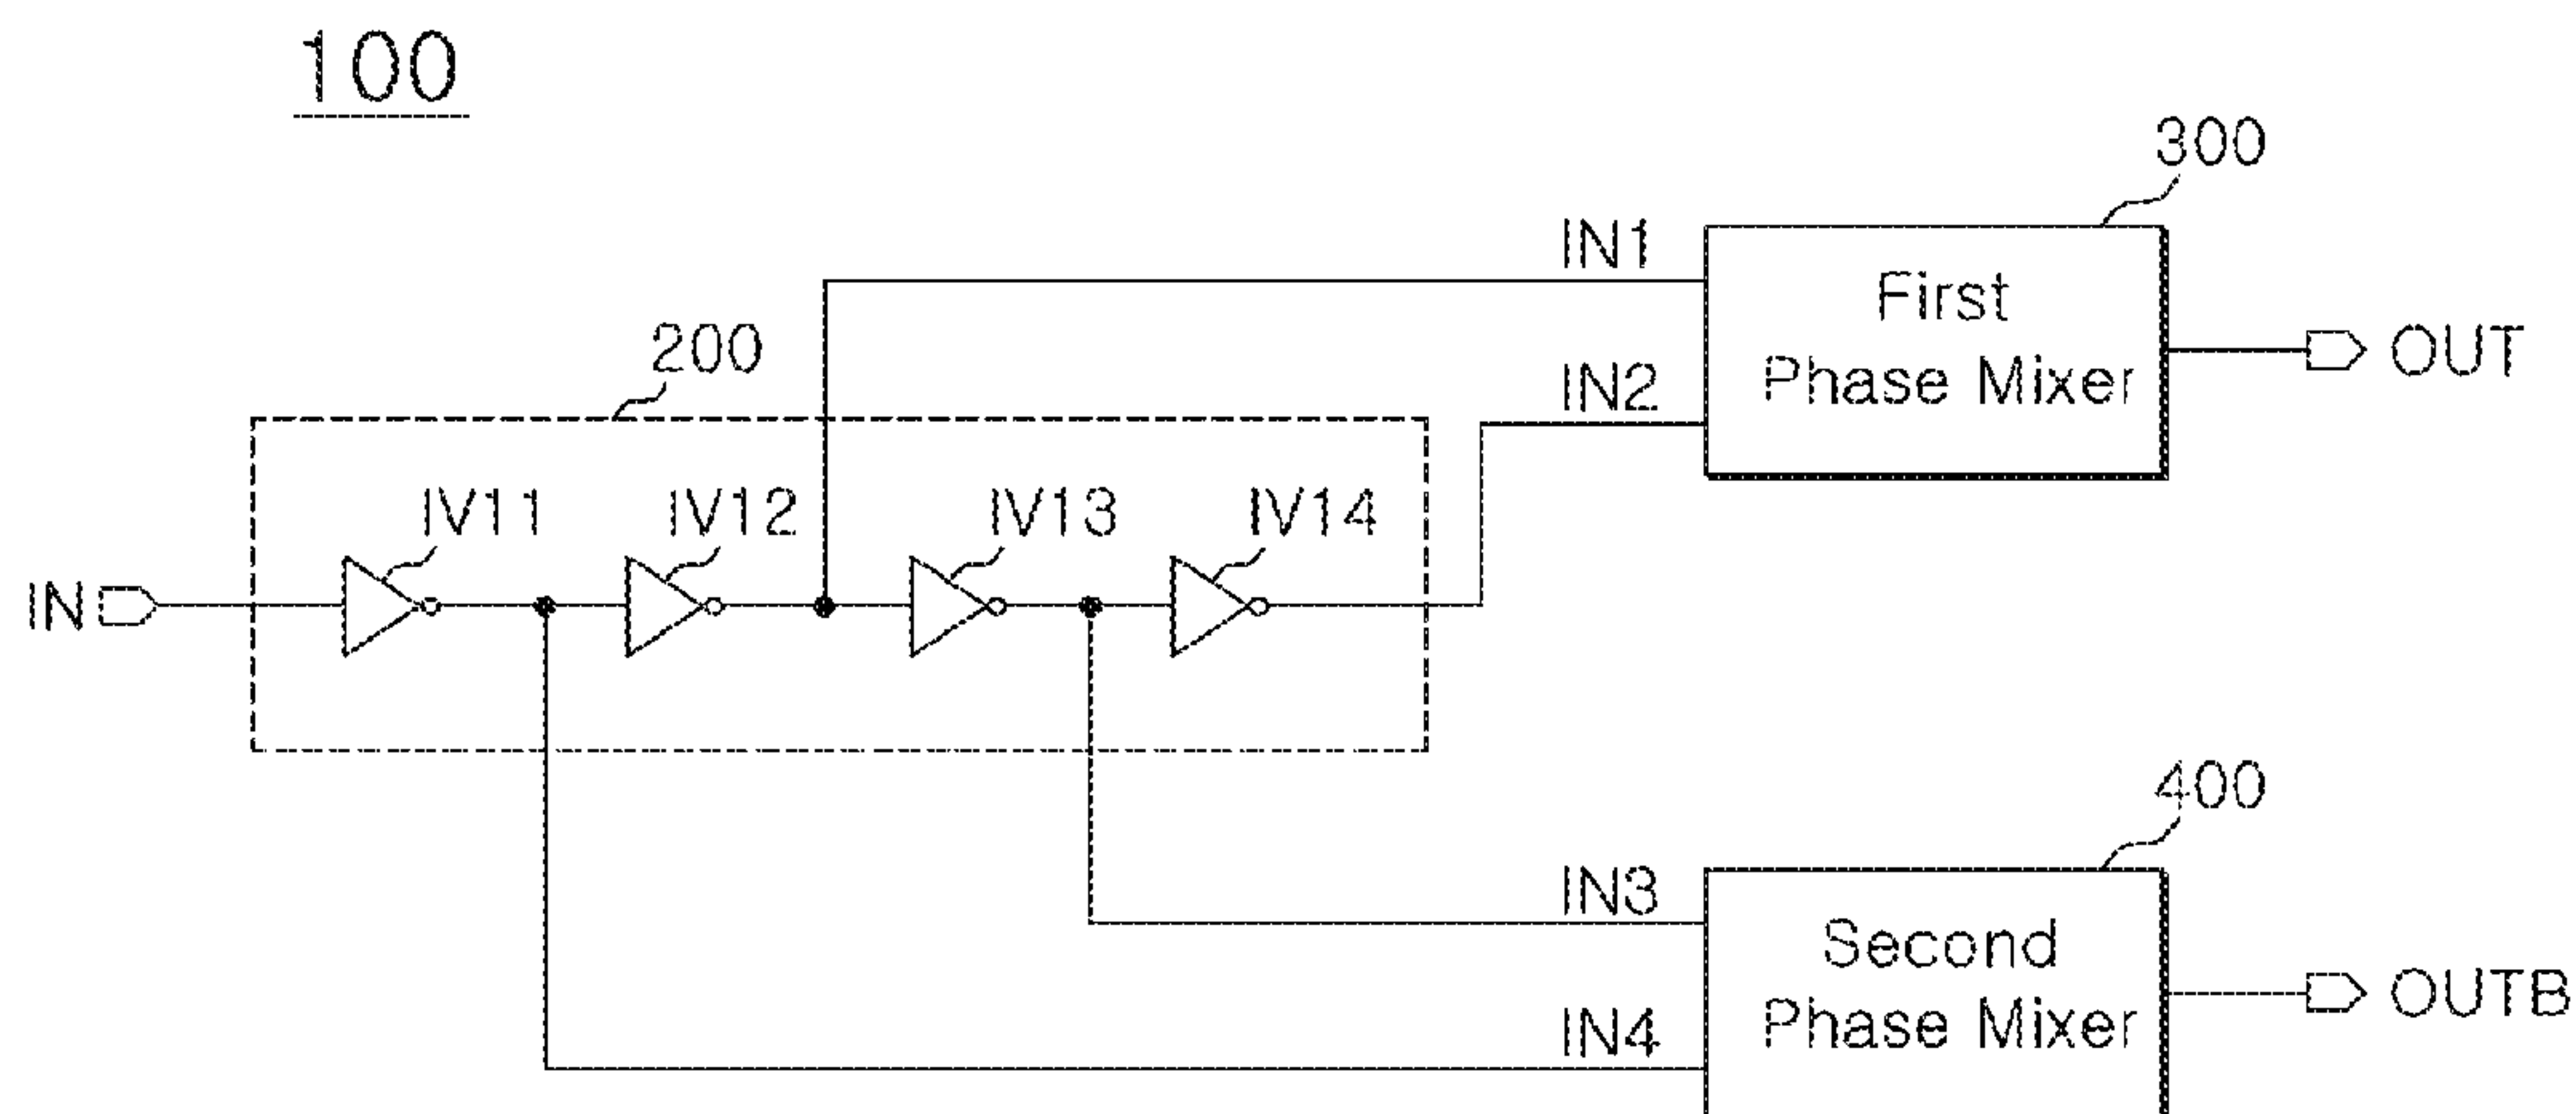 100
300
IN1
First
Phase Mixer
OUT
IN2
200
IV11
IV12
IV13
IV14
IN
400
IN3
Second
Phase Mixer
OUTB
IN4